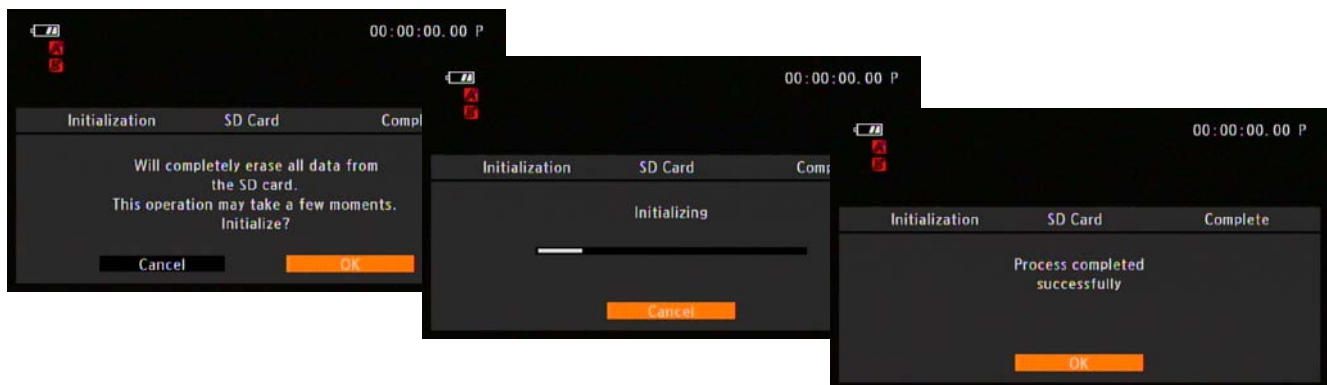 00:00:00.00 P
A
B
Initialization SD Card Compl
Will completely erase all data from
the SD card.
This operation may take a few moments.
Initialize?
Cancel OK
00:00:00.00 P
A
B
Initialization SD Card Comp
Initializing
Cancel
00:00:00.00 P
A
B
Initialization SD Card Complete
Process completed
successfully
OK